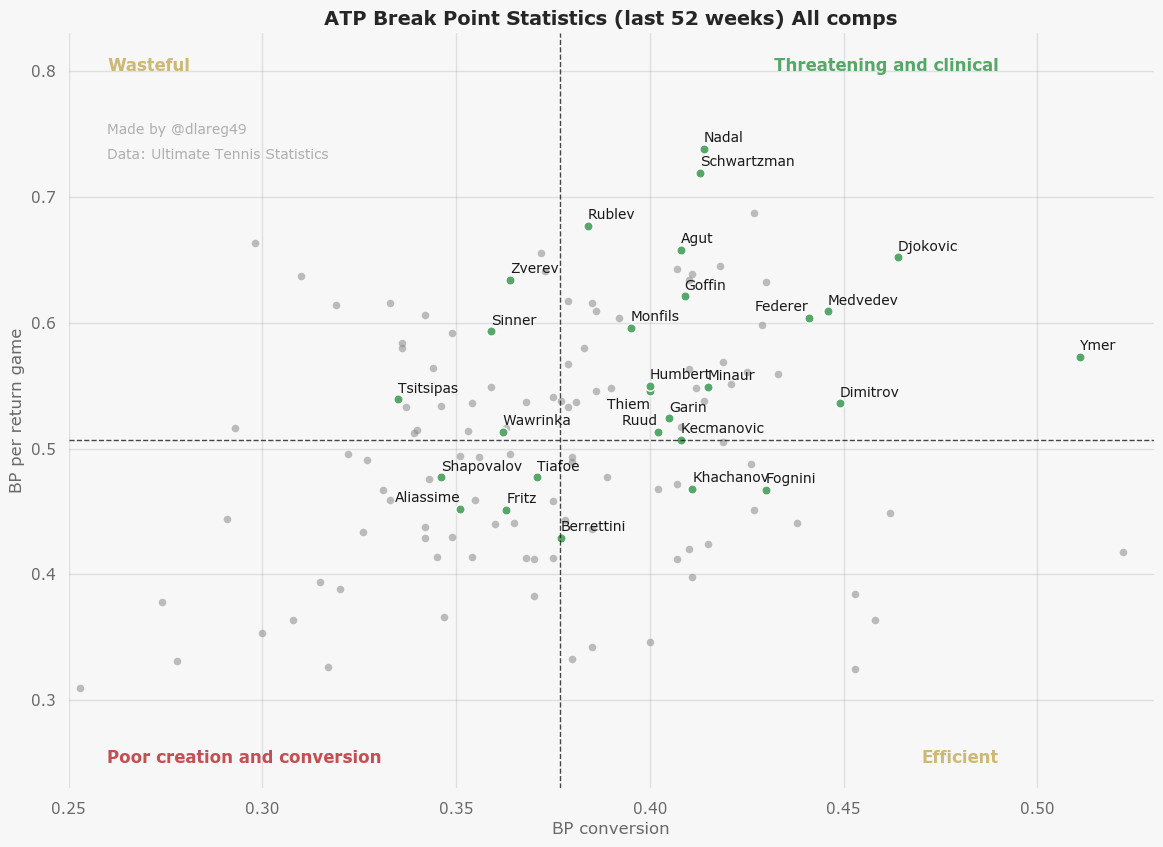 ATP Break Point Statistics (last 52 weeks) All comps
Wasteful
Threatening and clinical
Made by @dlareg49
Data: Ultimate Tennis Statistics
Nadal
Schwartzman
Rublev
Agut
Djokovic
Zverev
Goffin
Medvedev
Federer
Monfils
Sinner
Ymer
Humbert
Minaur
Tsitsipas
Dimitrov
Thiem
Garin
Wawrinka
Ruud
Kecmanovic
Shapovalov
Tiafoe
Khachanov
Fognini
Aliassime
Fritz
Berrettini
Poor creation and conversion
Efficient
0.8
0.7
0.6
0.5
0.4
0.3
BP per return game
0.25 0.30 0.35 0.40 0.45 0.50
BP conversion